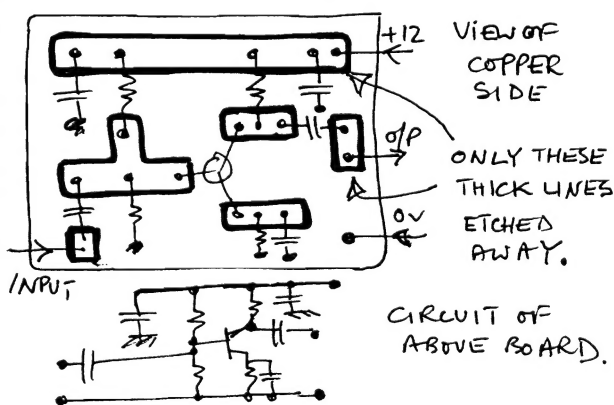 +12
VIEW OF
COPPER
SIDE
O/P
ONLY THESE
THICK LINES
ETCHED
AWAY.
0V
INPUT
CIRCUIT OF
ABOVE BOARD.